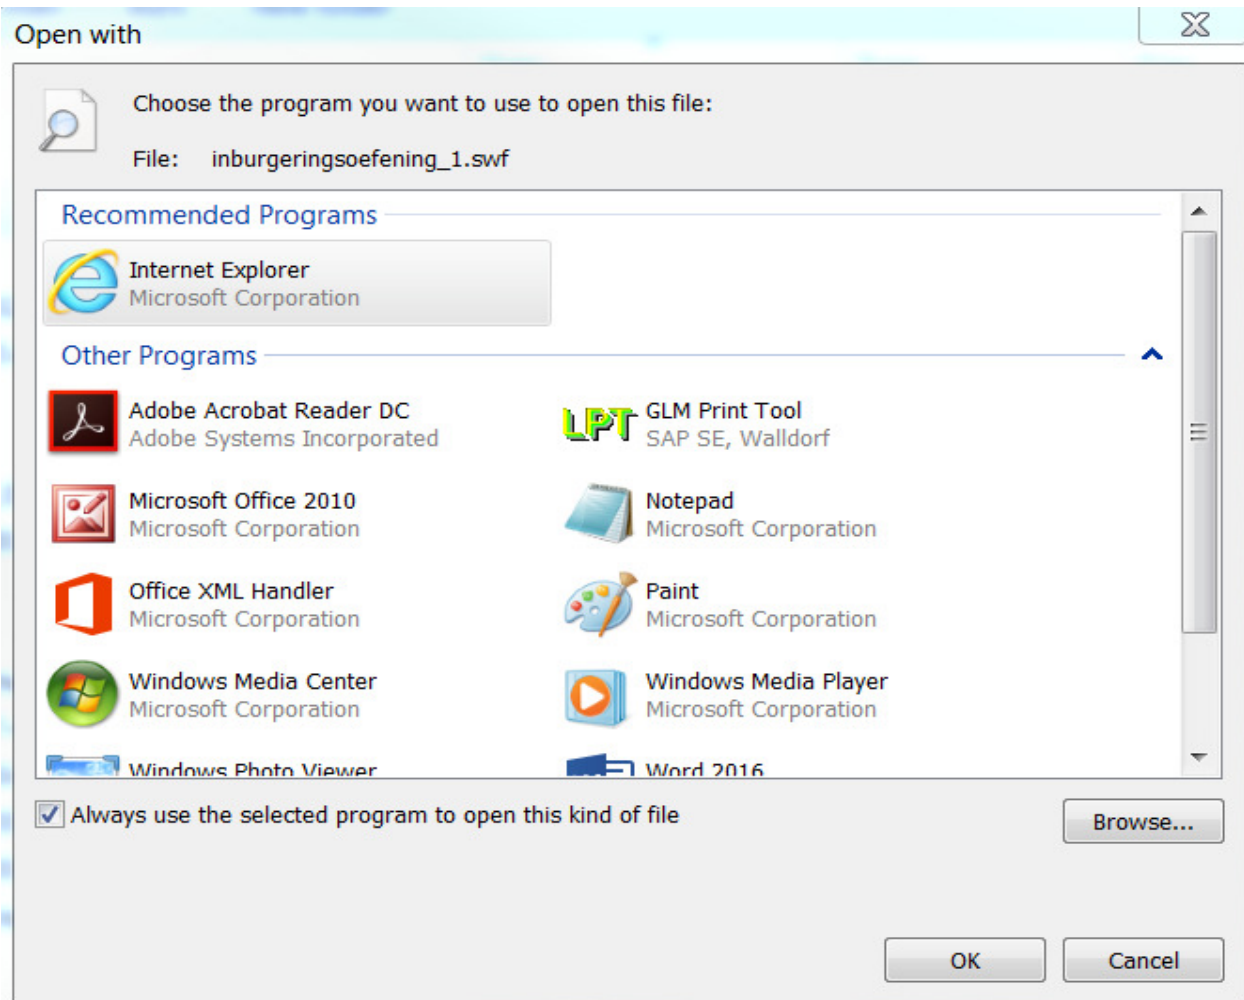 Open with
Choose the program you want to use to open this file:
File: inburgeringsoefening_1.swf
Recommended Programs
Internet Explorer
Microsoft Corporation
Other Programs
Adobe Acrobat Reader DC
Adobe Systems Incorporated
LPT
GLM Print Tool
SAP SE, Walldorf
Microsoft Office 2010
Microsoft Corporation
Notepad
Microsoft Corporation
Office XML Handler
Microsoft Corporation
Paint
Microsoft Corporation
Windows Media Center
Microsoft Corporation
Windows Media Player
Microsoft Corporation
Windows Photo Viewer
Word 2016
Always use the selected program to open this kind of file
Browse...
OK
Cancel